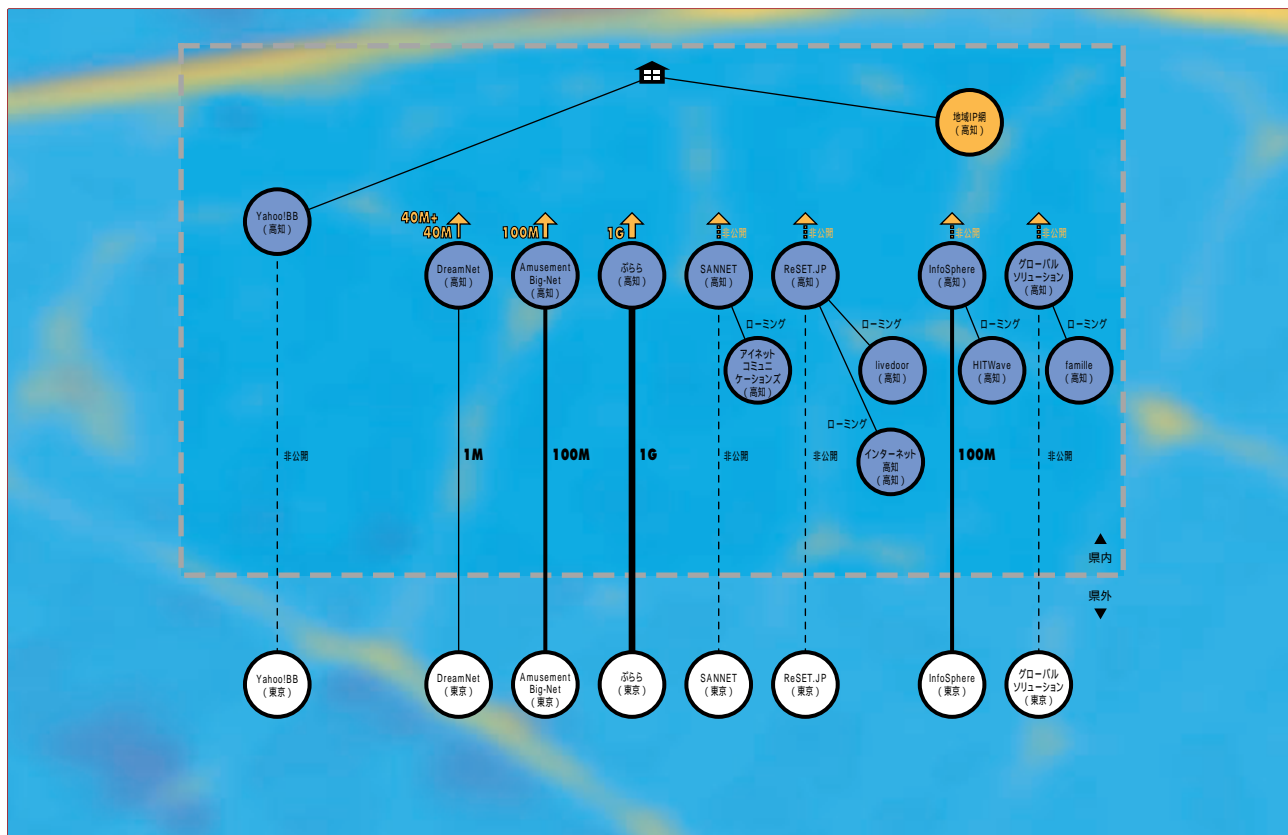 地域IP網
(高知)
Yahoo!BB
(高知)
40M+
40M
100M
1G
非公開
非公開
非公開
非公開
DreamNet
(高知)
Amusement
Big-Net
(高知)
ぷらら
(高知)
SANNET
(高知)
ReSET.JP
(高知)
InfoSphere
(高知)
グローバル
ソリューション
(高知)
ローミング
ローミング
ローミング
ローミング
アイネット
コミュニ
ケーションズ
(高知)
livedoor
(高知)
HITWave
(高知)
famille
(高知)
ローミング
インターネット
高知
(高知)
非公開
1M
100M
1G
非公開
非公開
100M
非公開
▲
県内
県外
▼
Yahoo!BB
(東京)
DreamNet
(東京)
Amusement
Big-Net
(東京)
ぷらら
(東京)
SANNET
(東京)
ReSET.JP
(東京)
InfoSphere
(東京)
グローバル
ソリューション
(東京)